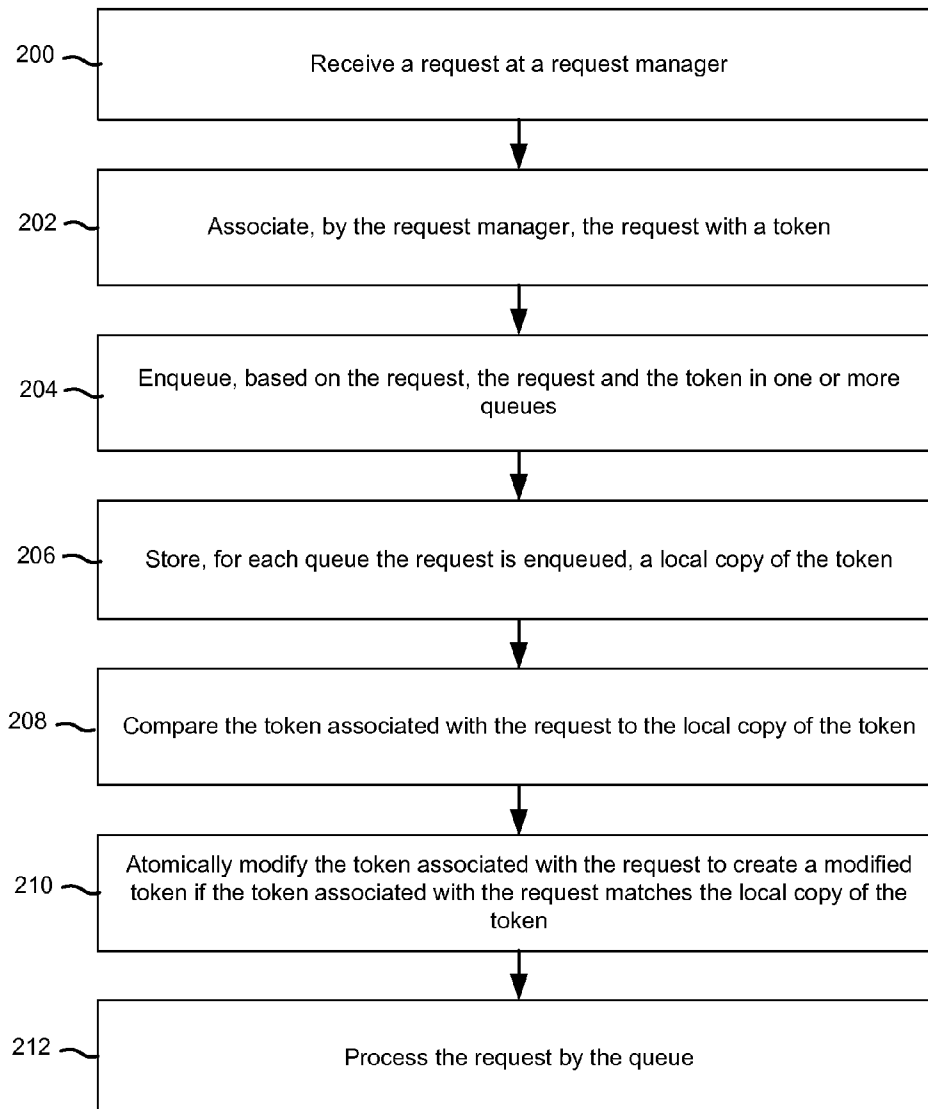 200
Receive a request at a request manager
202
Associate, by the request manager, the request with a token
204
Enqueue, based on the request, the request and the token in one or more
queues
206
Store, for each queue the request is enqueued, a local copy of the token
208
Compare the token associated with the request to the local copy of the token
210
Atomically modify the token associated with the request to create a modified
token if the token associated with the request matches the local copy of the
token
212
Process the request by the queue